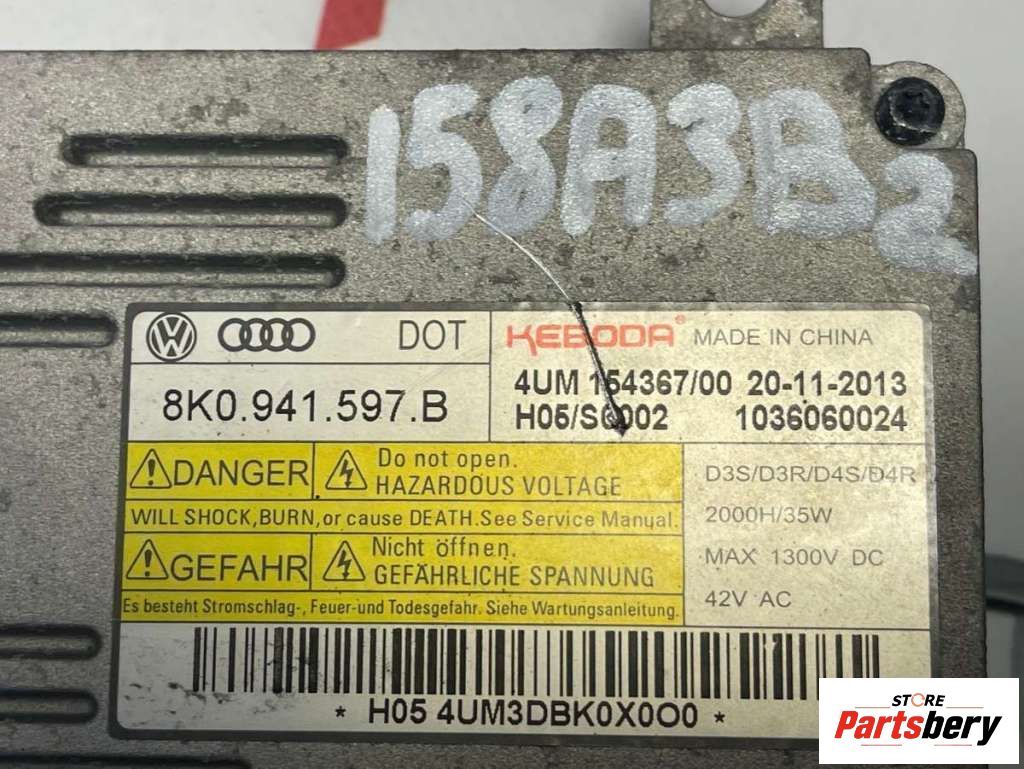 158A3B2
DOT
KEBODA® MADE IN CHINA
8K0.941.597.B
4UM 154367/00 20-11-2013
H05/SC002 1036060024
DANGER
Do not open.
HAZARDOUS VOLTAGE
WILL SHOCK,BURN,or cause DEATH.See Service Manual.
GEFAHR
Nicht öffnen.
GEFÄHRLICHE SPANNUNG
Es besteht Stromschlag-, Feuer-und Todesgefahr. Siehe Wartungsanleitung.
D3S/D3R/D4S/D4R
2000H/35W
MAX 1300V DC
42V AC
* H05 4UM3DBK0X0O0 *
STORE
Partsbery